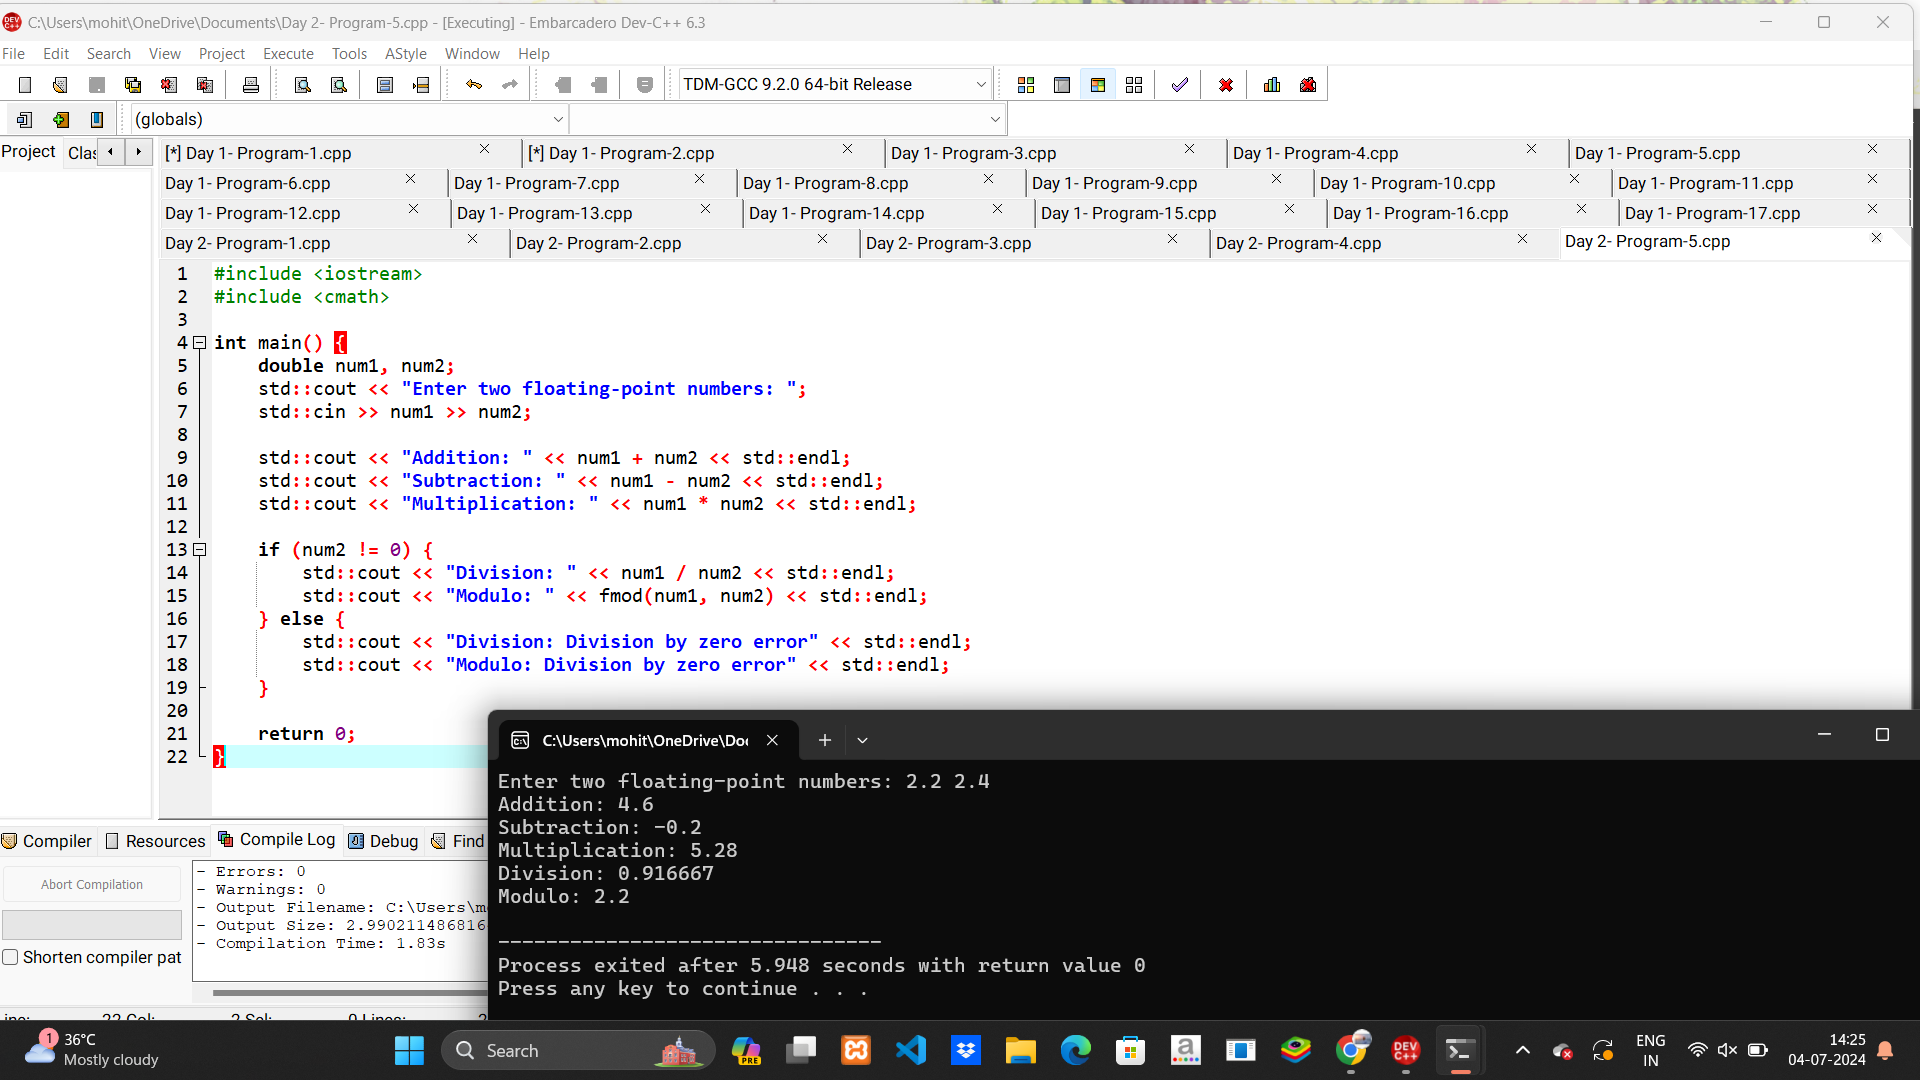 C:\Users\mohit\OneDrive\Documents\Day 2- Program-5.cpp - [Executing] - Embarcadero Dev-C++ 6.3
File Edit Search View Project Execute Tools AStyle Window Help
TDM-GCC 9.2.0 64-bit Release
(globals)
Project Clas
[*] Day 1- Program-1.cpp [*] Day 1- Program-2.cpp Day 1- Program-3.cpp Day 1- Program-4.cpp Day 1- Program-5.cpp
Day 1- Program-6.cpp Day 1- Program-7.cpp Day 1- Program-8.cpp Day 1- Program-9.cpp Day 1- Program-10.cpp Day 1- Program-11.cpp
Day 1- Program-12.cpp Day 1- Program-13.cpp Day 1- Program-14.cpp Day 1- Program-15.cpp Day 1- Program-16.cpp Day 1- Program-17.cpp
Day 2- Program-1.cpp Day 2- Program-2.cpp Day 2- Program-3.cpp Day 2- Program-4.cpp Day 2- Program-5.cpp
1 #include <iostream>
2 #include <cmath>
3
4 int main() {
5 double num1, num2;
6 std::cout << "Enter two floating-point numbers: ";
7 std::cin >> num1 >> num2;
8
9 std::cout << "Addition: " << num1 + num2 << std::endl;
10 std::cout << "Subtraction: " << num1 - num2 << std::endl;
11 std::cout << "Multiplication: " << num1 * num2 << std::endl;
12
13 if (num2 != 0) {
14 std::cout << "Division: " << num1 / num2 << std::endl;
15 std::cout << "Modulo: " << fmod(num1, num2) << std::endl;
16 } else {
17 std::cout << "Division: Division by zero error" << std::endl;
18 std::cout << "Modulo: Division by zero error" << std::endl;
19 }
20
21 return 0;
22 }
Compiler Resources Compile Log Debug Find
Abort Compilation
Shorten compiler pat
- Errors: 0
- Warnings: 0
- Output Filename: C:\Users\m
- Output Size: 2.990211486816
- Compilation Time: 1.83s
C:\Users\mohit\OneDrive\Do
Enter two floating-point numbers: 2.2 2.4
Addition: 4.6
Subtraction: -0.2
Multiplication: 5.28
Division: 0.916667
Modulo: 2.2
--------------------------------
Process exited after 5.948 seconds with return value 0
Press any key to continue . . .
1
36°C
Mostly cloudy
Search
PRE
DEV C++
ENG
IN
14:25
04-07-2024